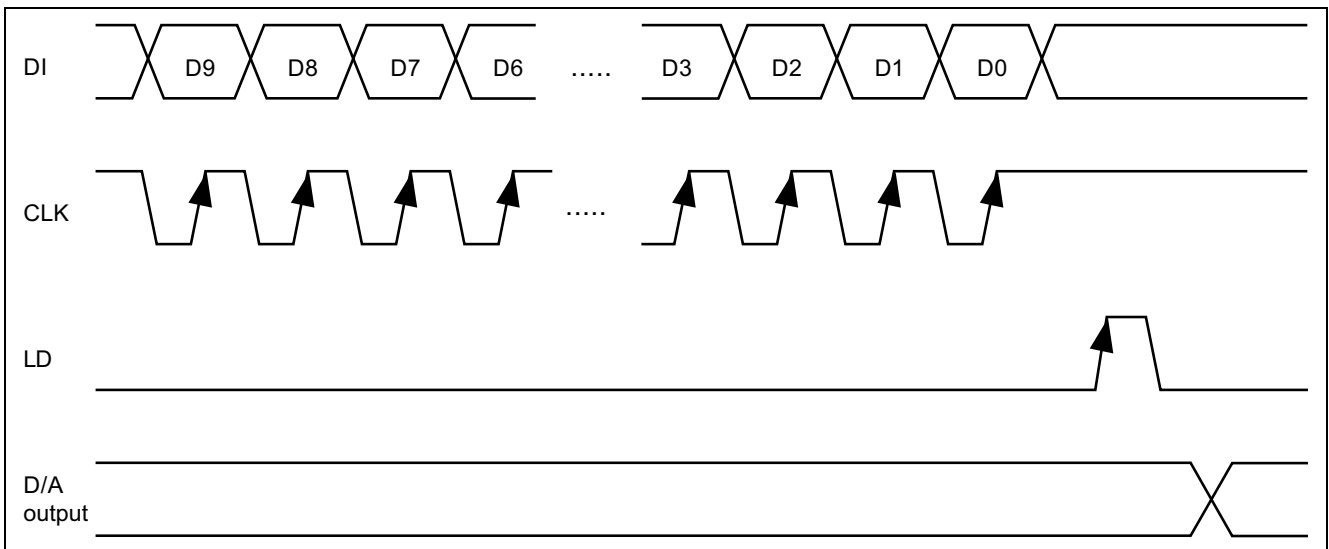 DI D9 D8 D7 D6 ..... D3 D2 D1 D0
CLK .....
LD
D/A
output